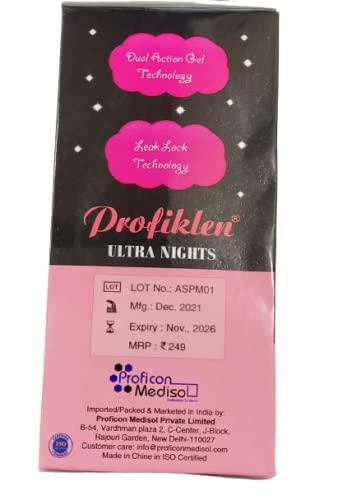 Dual Action Gel
Technology
Leak Lock
Technology
Profiklen®
ULTRA NIGHTS
LOT LOT No.: ASPM01
Mfg.: Dec. 2021
Expiry : Nov., 2026
MRP : ₹ 249
Proficon
Medisol
Imported/Packed & Marketed in India by:
Proficon Medisol Private Limited
B-54, Vardhman plaza 2, C-Center, J-Block,
Rajouri Garden, New Delhi-110027
Customer care: info@proficonmedisol.com
Made in China in ISO Certified
ISO